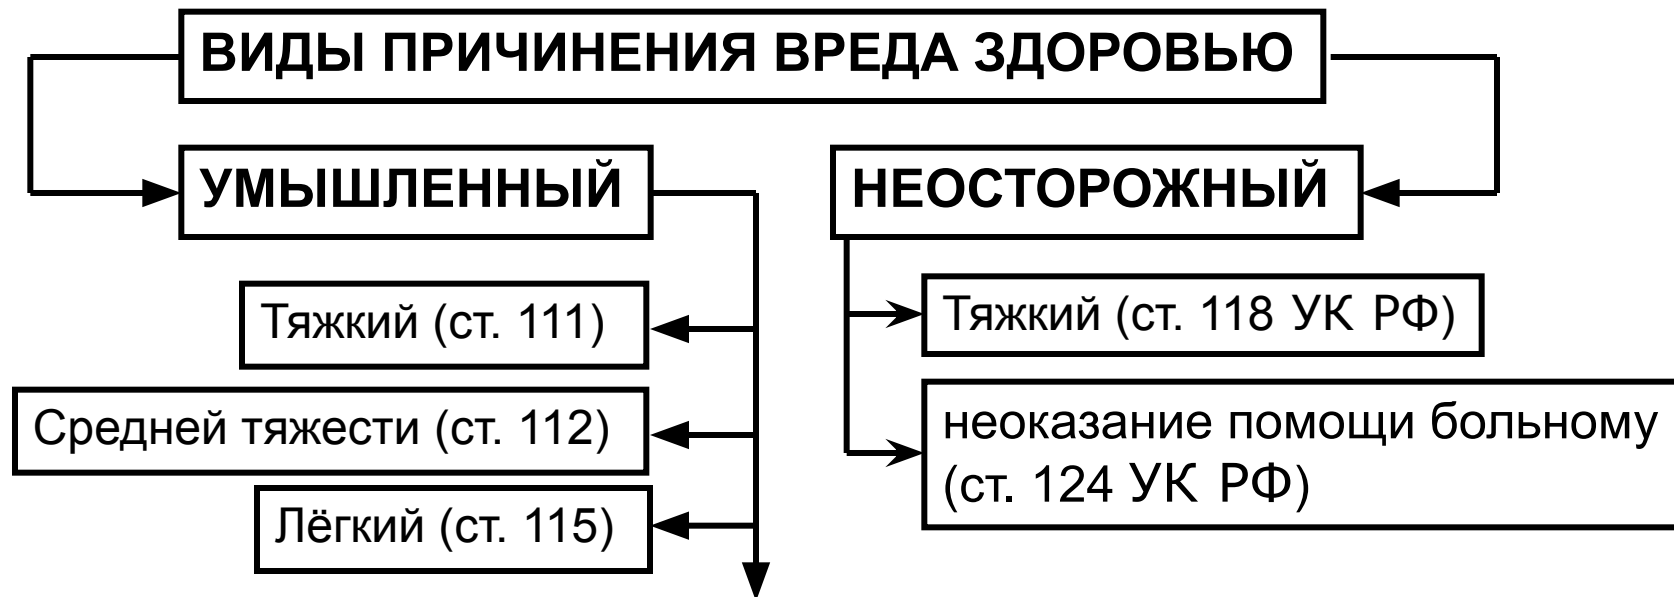 ВИДЫ ПРИЧИНЕНИЯ ВРЕДА ЗДОРОВЬЮ
УМЫШЛЕННЫЙ
Тяжкий (ст. 111)
Средней тяжести (ст. 112)
Лёгкий (ст. 115)
НЕОСТОРОЖНЫЙ
Тяжкий (ст. 118 УК РФ)
неоказание помощи больному
(ст. 124 УК РФ)